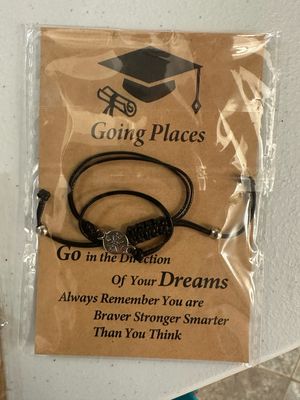 Going Places
Go in the Direction
Of Your Dreams
Always Remember You are
Braver Stronger Smarter
Than You Think